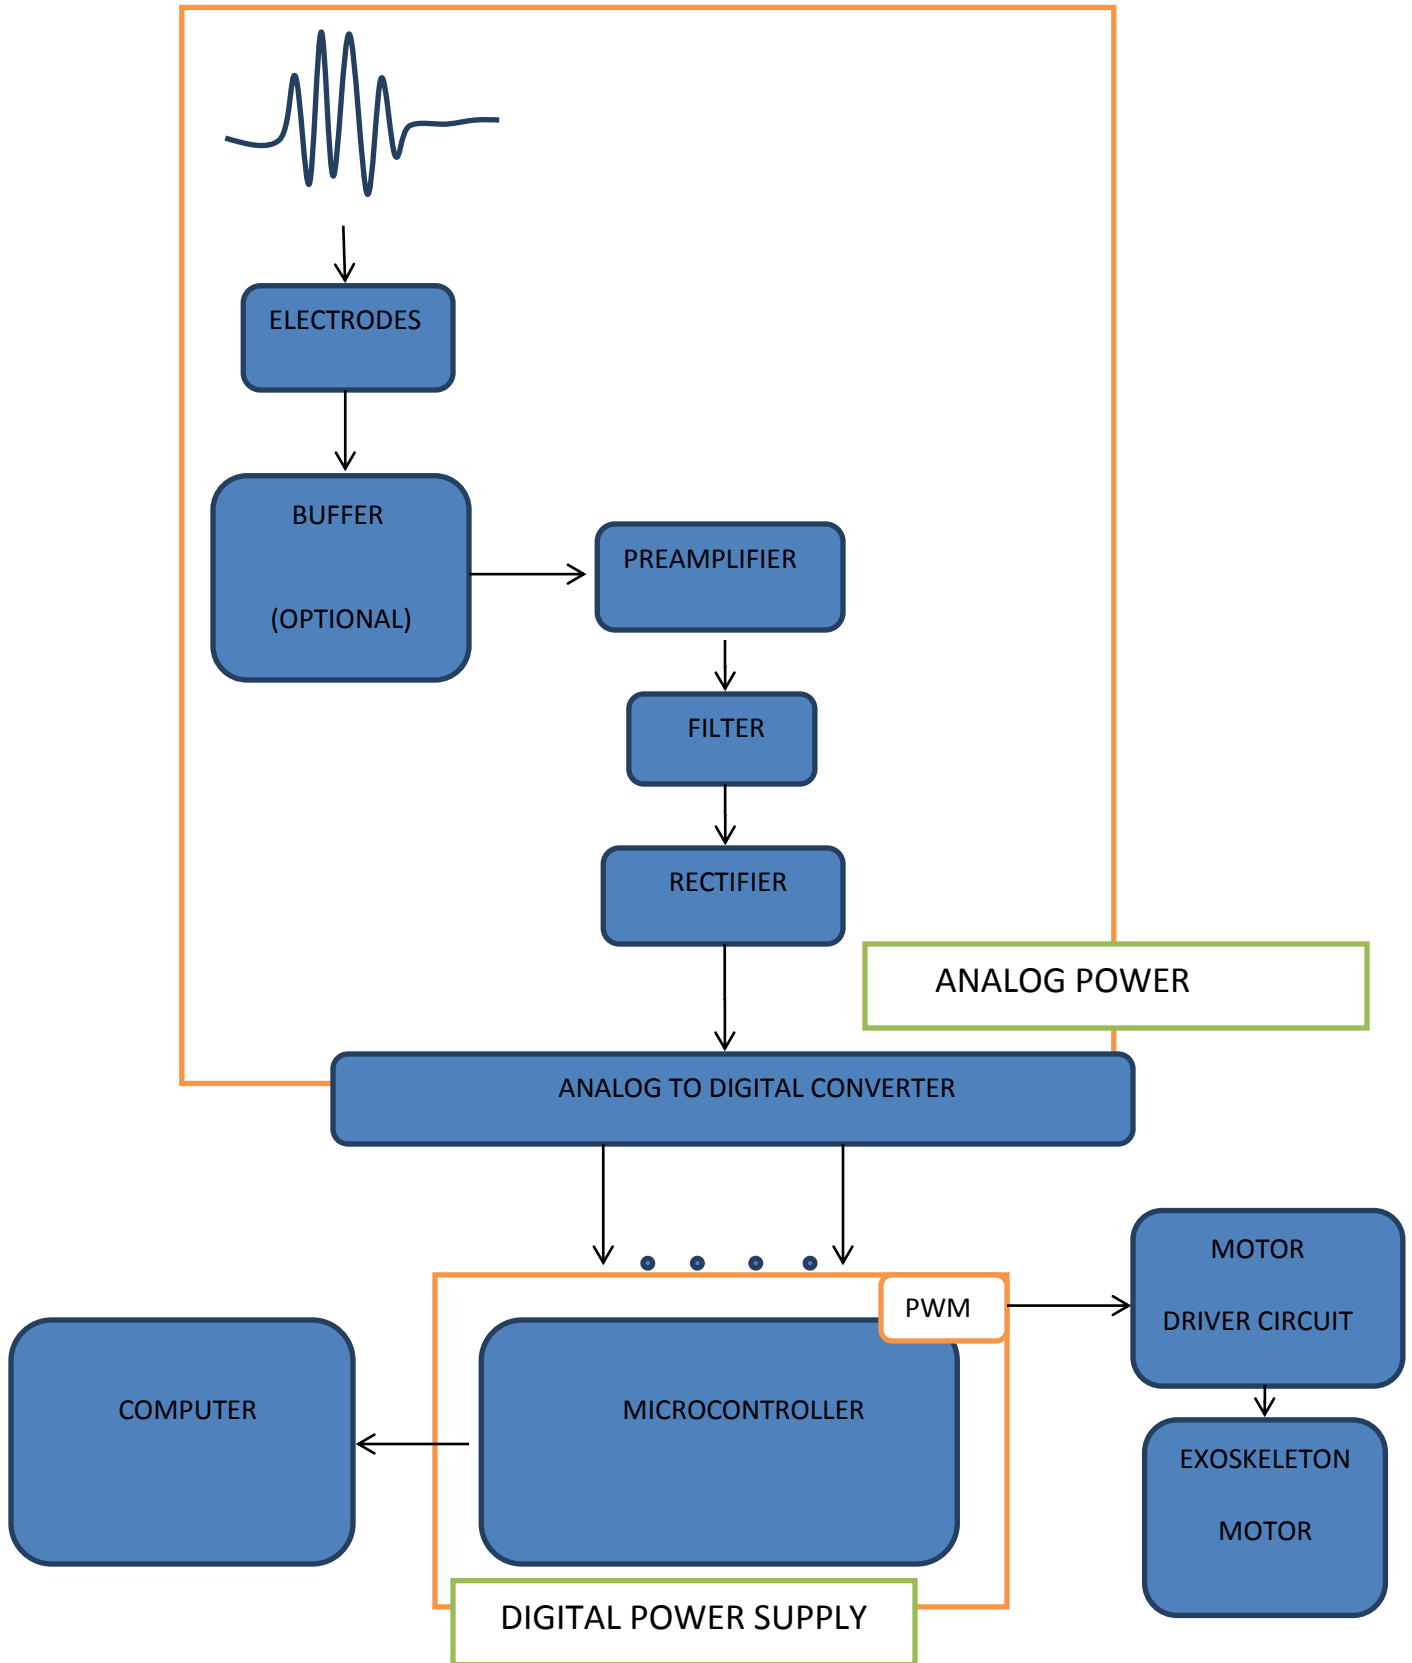 ELECTRODES
BUFFER
(OPTIONAL)
PREAMPLIFIER
FILTER
RECTIFIER
ANALOG POWER
ANALOG TO DIGITAL CONVERTER
PWM
MOTOR
DRIVER CIRCUIT
COMPUTER
MICROCONTROLLER
EXOSKELETON
MOTOR
DIGITAL POWER SUPPLY